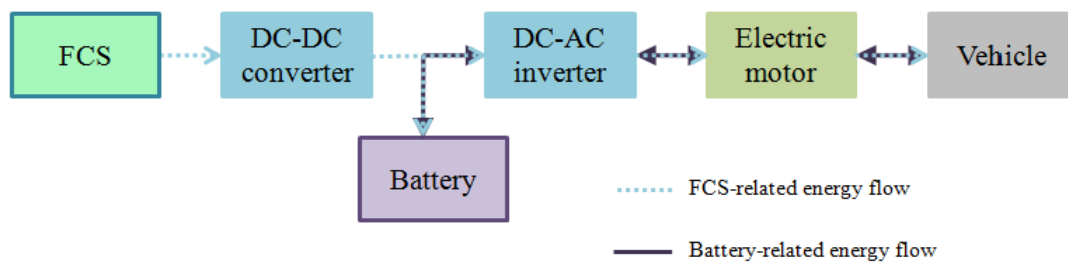 FCS
DC-DC
converter
DC-AC
inverter
Electric
motor
Vehicle
Battery
FCS-related energy flow
Battery-related energy flow